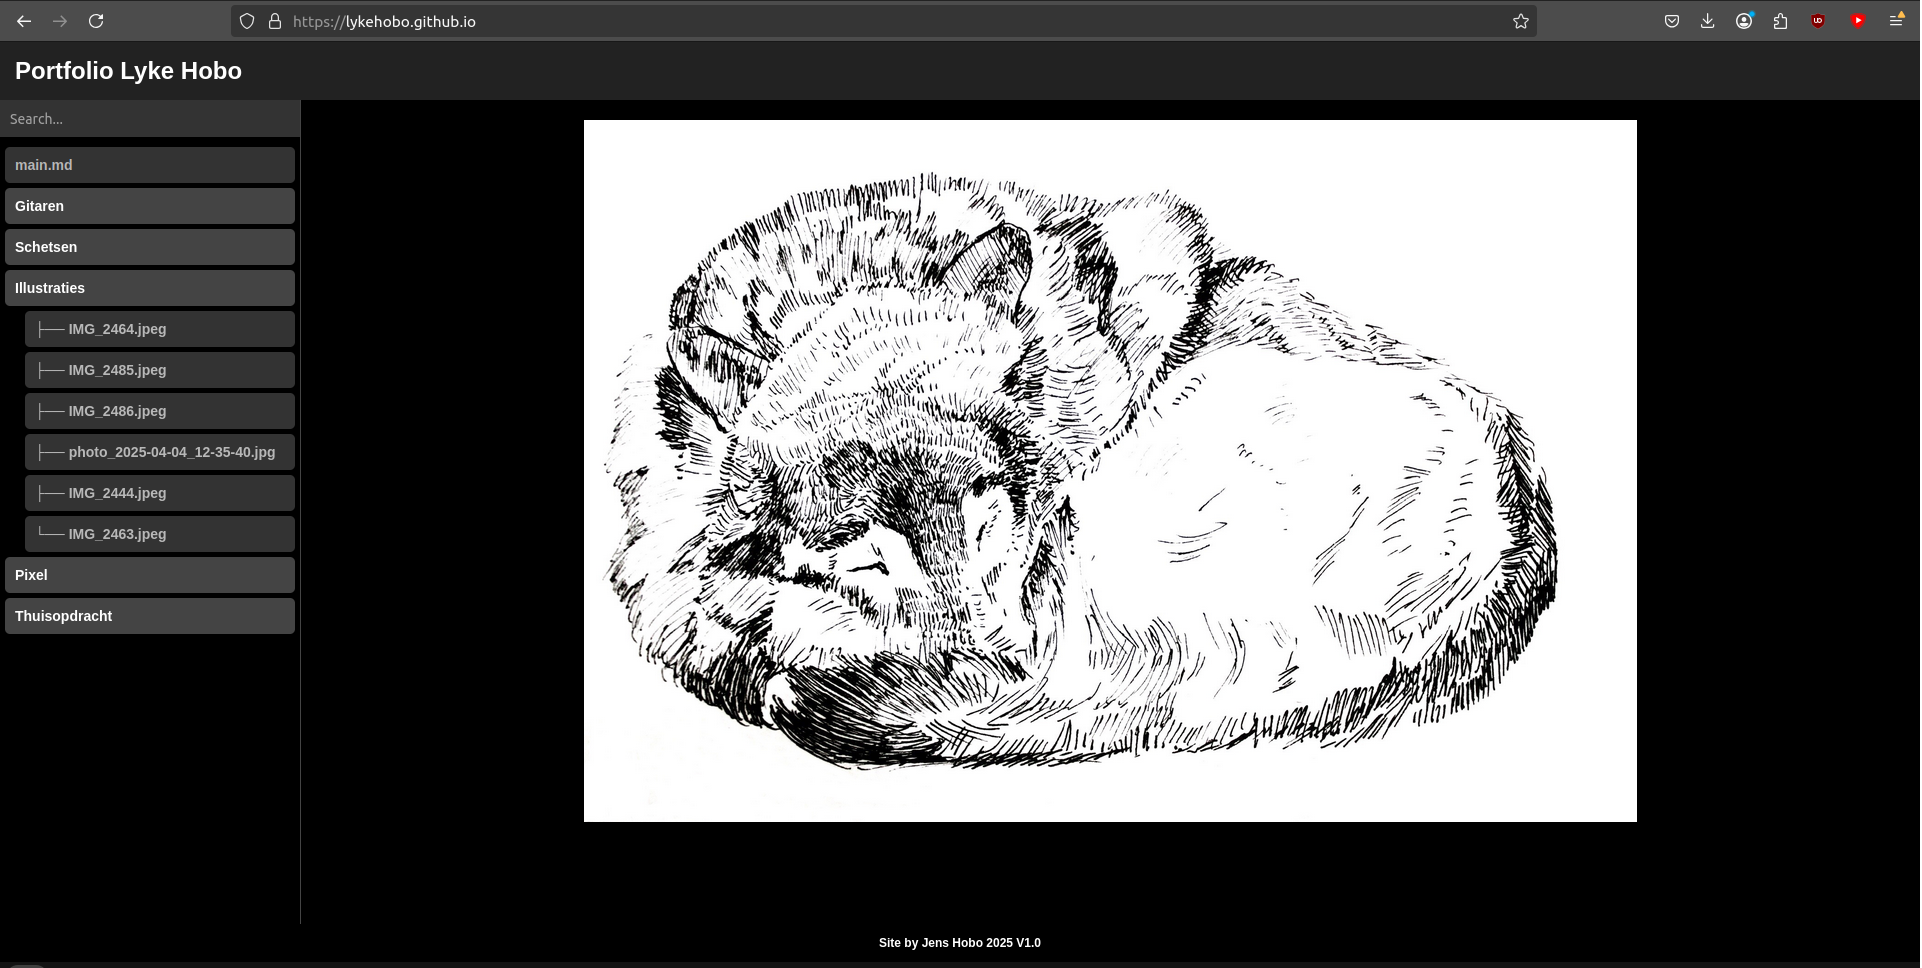 https://lykehobo.github.io
Portfolio Lyke Hobo
Search...
main.md
Gitaren
Schetsen
Illustraties
├── IMG_2464.jpeg
├── IMG_2485.jpeg
├── IMG_2486.jpeg
├── photo_2025-04-04_12-35-40.jpg
├── IMG_2444.jpeg
└── IMG_2463.jpeg
Pixel
Thuisopdracht
Site by Jens Hobo 2025 V1.0